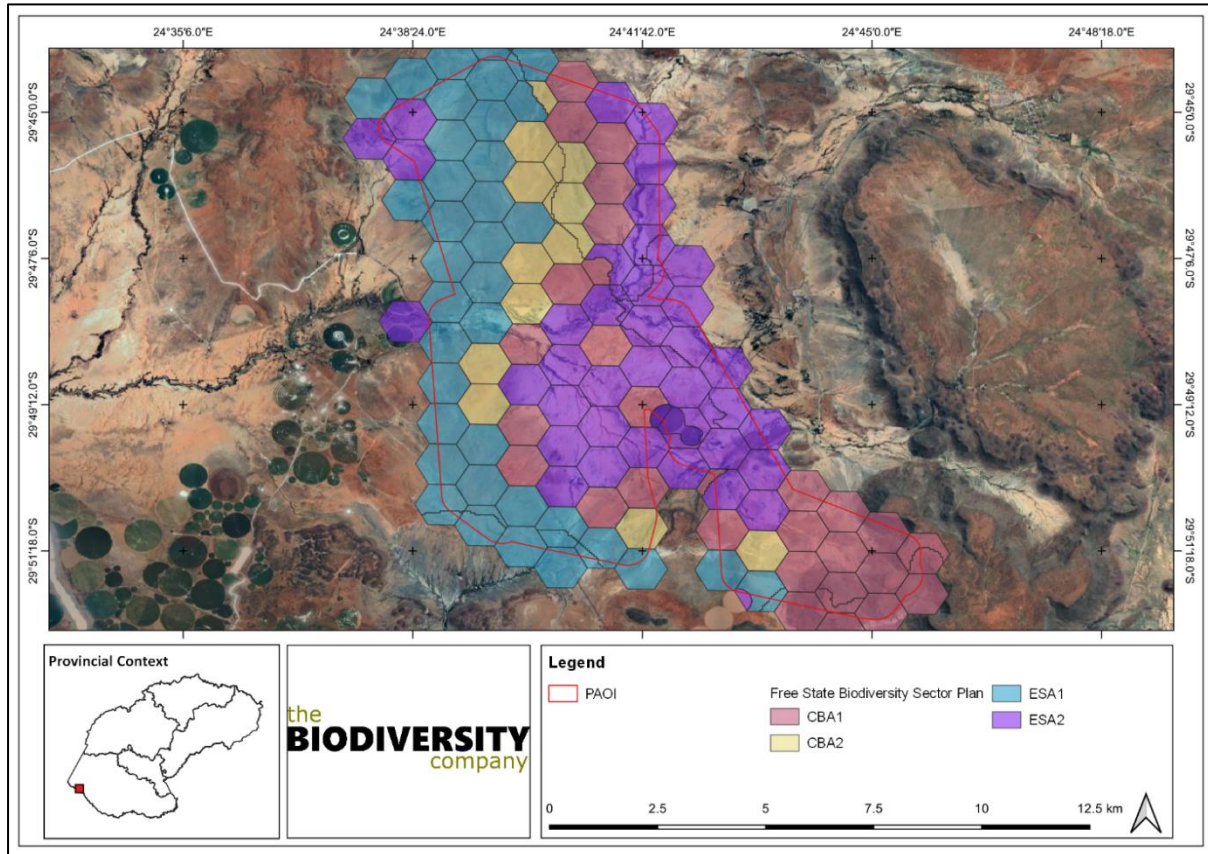 24°35'6.0"E 24°38'24.0"E 24°41'42.0"E 24°45'0.0"E 24°48'18.0"E
29°45'0.0"S 29°45'0.0"S
29°47'6.0"S 29°47'6.0"S
29°49'12.0"S 29°49'12.0"S
29°51'18.0"S 29°51'18.0"S
Provincial Context
the
BIODIVERSITY
company
Legend
PAOI
Free State Biodiversity Sector Plan
CBA1
CBA2
ESA1
ESA2
0 2.5 5 7.5 10 12.5 km